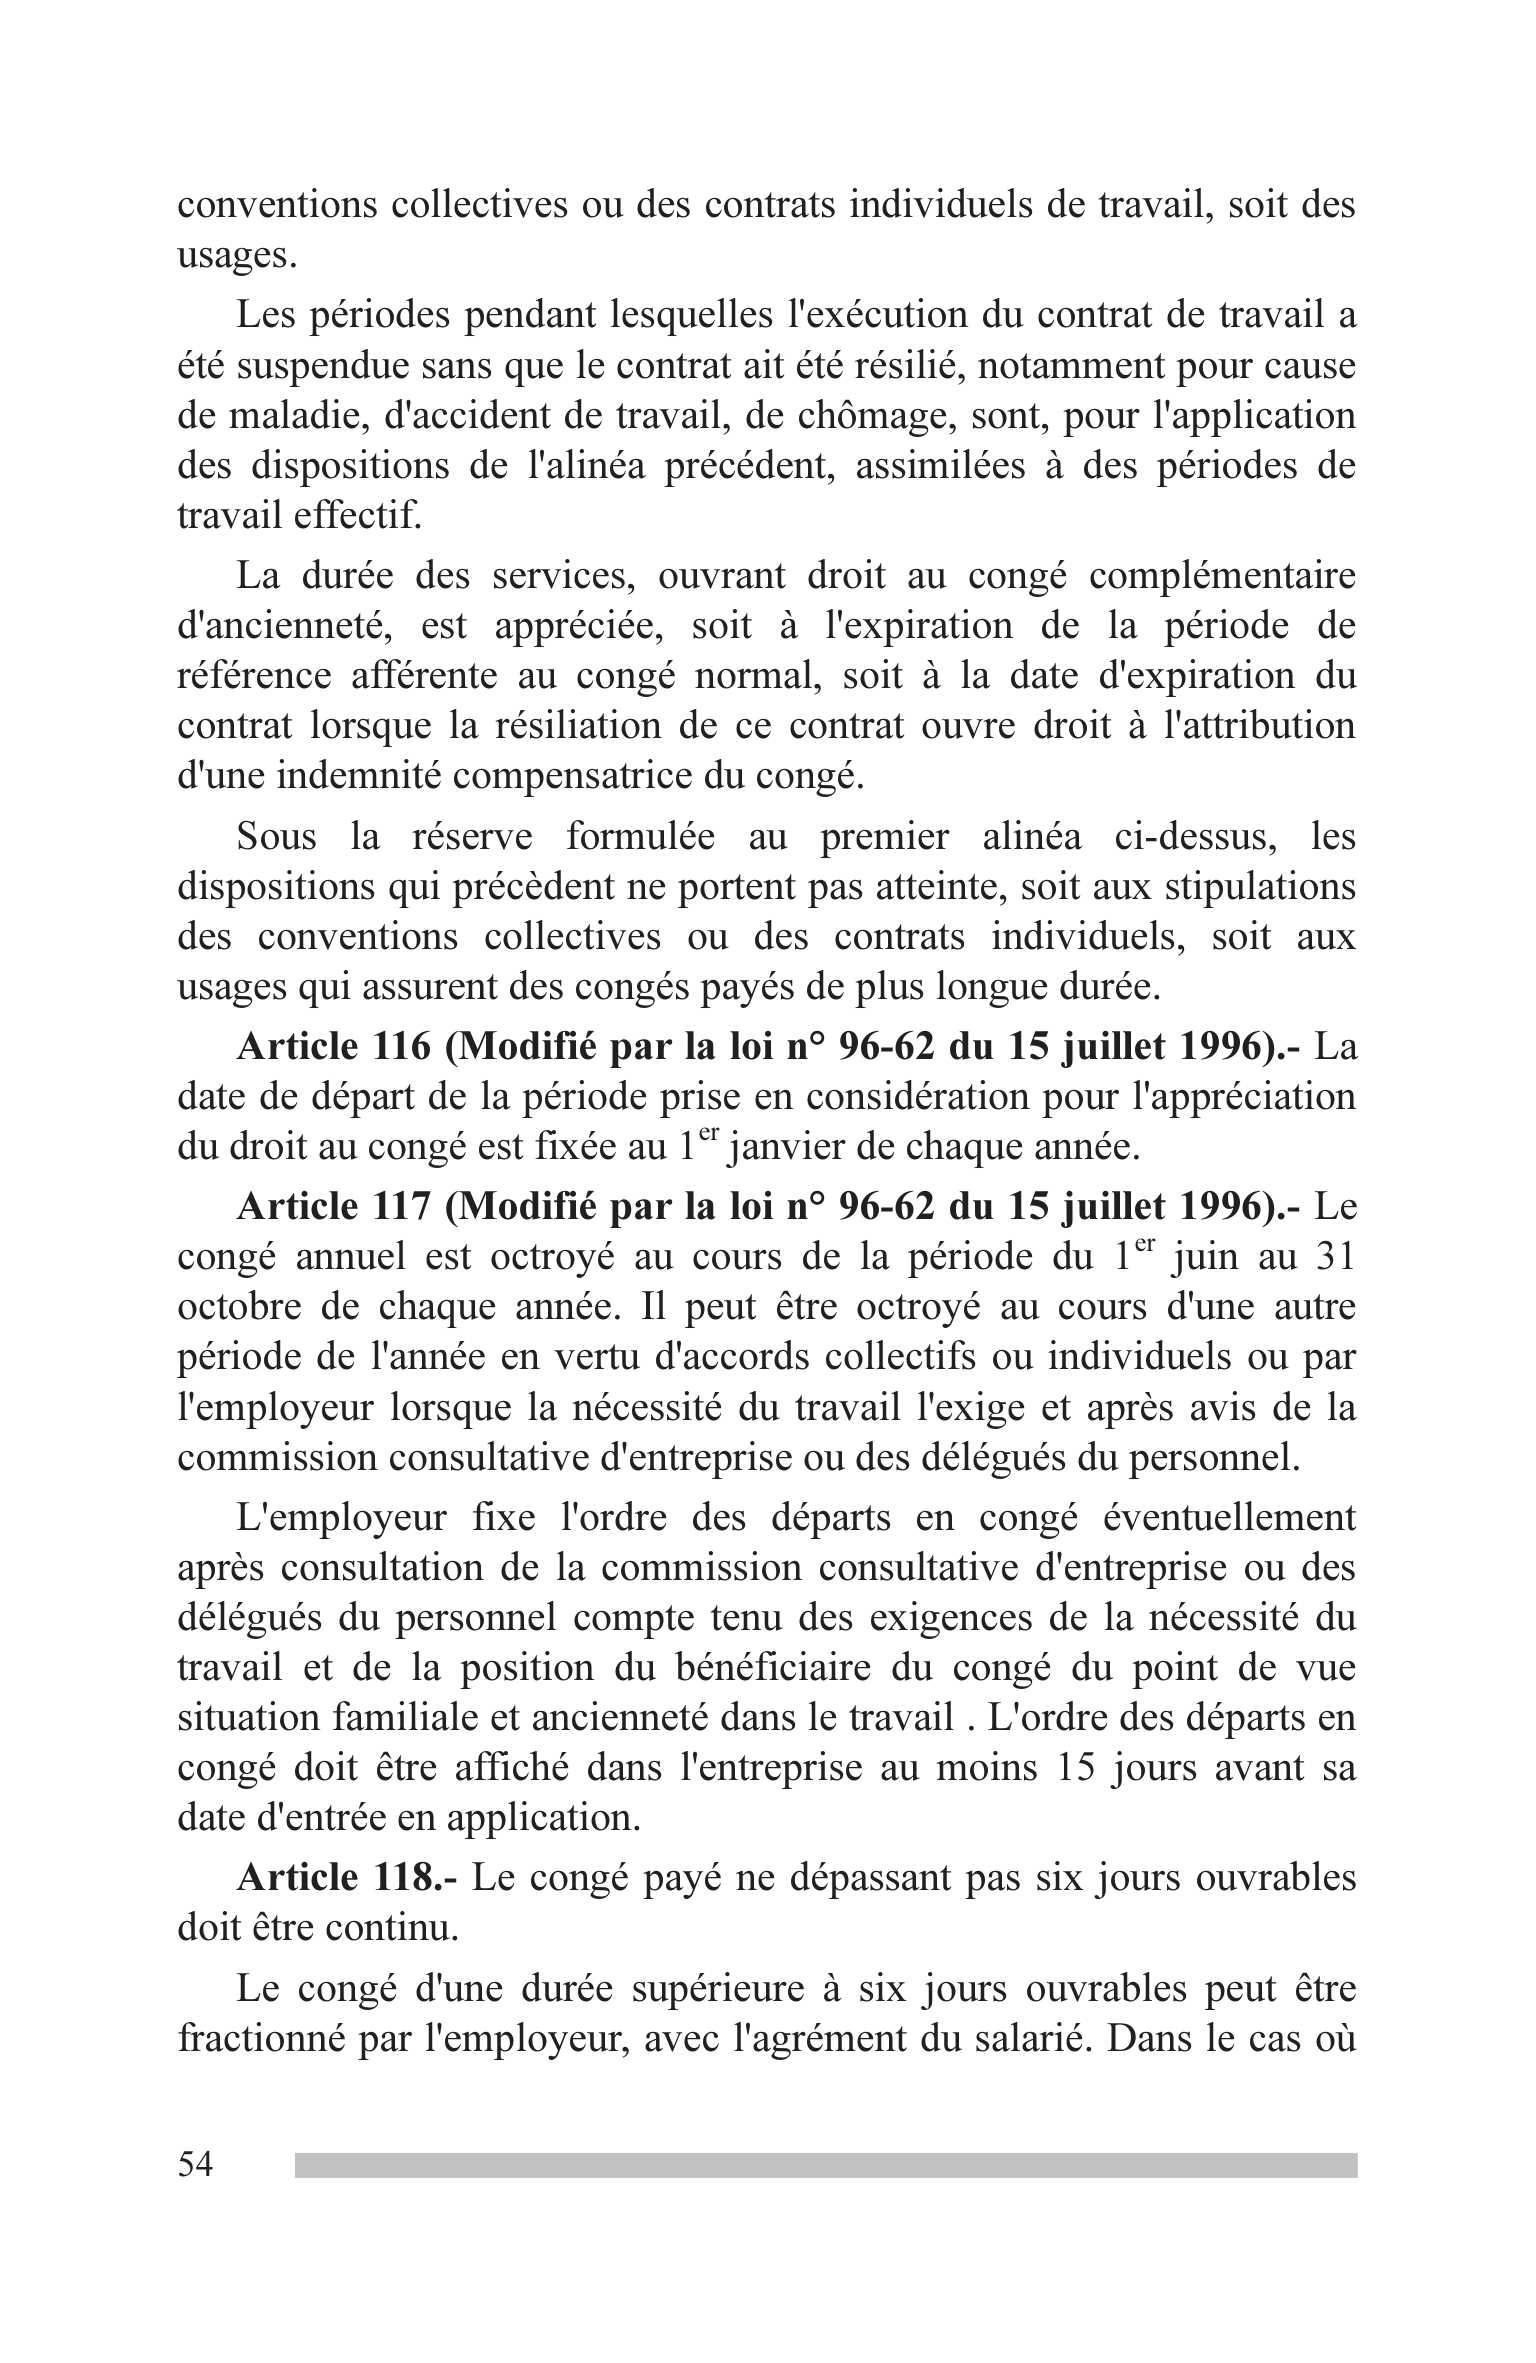 conventions collectives ou des contrats individuels de travail, soit des
usages.
Les périodes pendant lesquelles l'exécution du contrat de travail a
été suspendue sans que le contrat ait été résilié, notamment pour cause
de maladie, d'accident de travail, de chômage, sont, pour l'application
des dispositions de l'alinéa précédent, assimilées à des périodes de
travail effectif.
La durée des services, ouvrant droit au congé complémentaire
d'ancienneté, est appréciée, soit à l'expiration de la période de
référence afférente au congé normal, soit à la date d'expiration du
contrat lorsque la résiliation de ce contrat ouvre droit à l'attribution
d'une indemnité compensatrice du congé.
Sous la réserve formulée au premier alinéa ci-dessus, les
dispositions qui précèdent ne portent pas atteinte, soit aux stipulations
des conventions collectives ou des contrats individuels, soit aux
usages qui assurent des congés payés de plus longue durée.
Article 116 (Modifié par la loi n° 96-62 du 15 juillet 1996).- La
date de départ de la période prise en considération pour l'appréciation
du droit au congé est fixée au 1er janvier de chaque année.
Article 117 (Modifié par la loi n° 96-62 du 15 juillet 1996).- Le
congé annuel est octroyé au cours de la période du 1er juin au 31
octobre de chaque année. Il peut être octroyé au cours d'une autre
période de l'année en vertu d'accords collectifs ou individuels ou par
l'employeur lorsque la nécessité du travail l'exige et après avis de la
commission consultative d'entreprise ou des délégués du personnel.
L'employeur fixe l'ordre des départs en congé éventuellement
après consultation de la commission consultative d'entreprise ou des
délégués du personnel compte tenu des exigences de la nécessité du
travail et de la position du bénéficiaire du congé du point de vue
situation familiale et ancienneté dans le travail . L'ordre des départs en
congé doit être affiché dans l'entreprise au moins 15 jours avant sa
date d'entrée en application.
Article 118.- Le congé payé ne dépassant pas six jours ouvrables
doit être continu.
Le congé d'une durée supérieure à six jours ouvrables peut être
fractionné par l'employeur, avec l'agrément du salarié. Dans le cas où
54